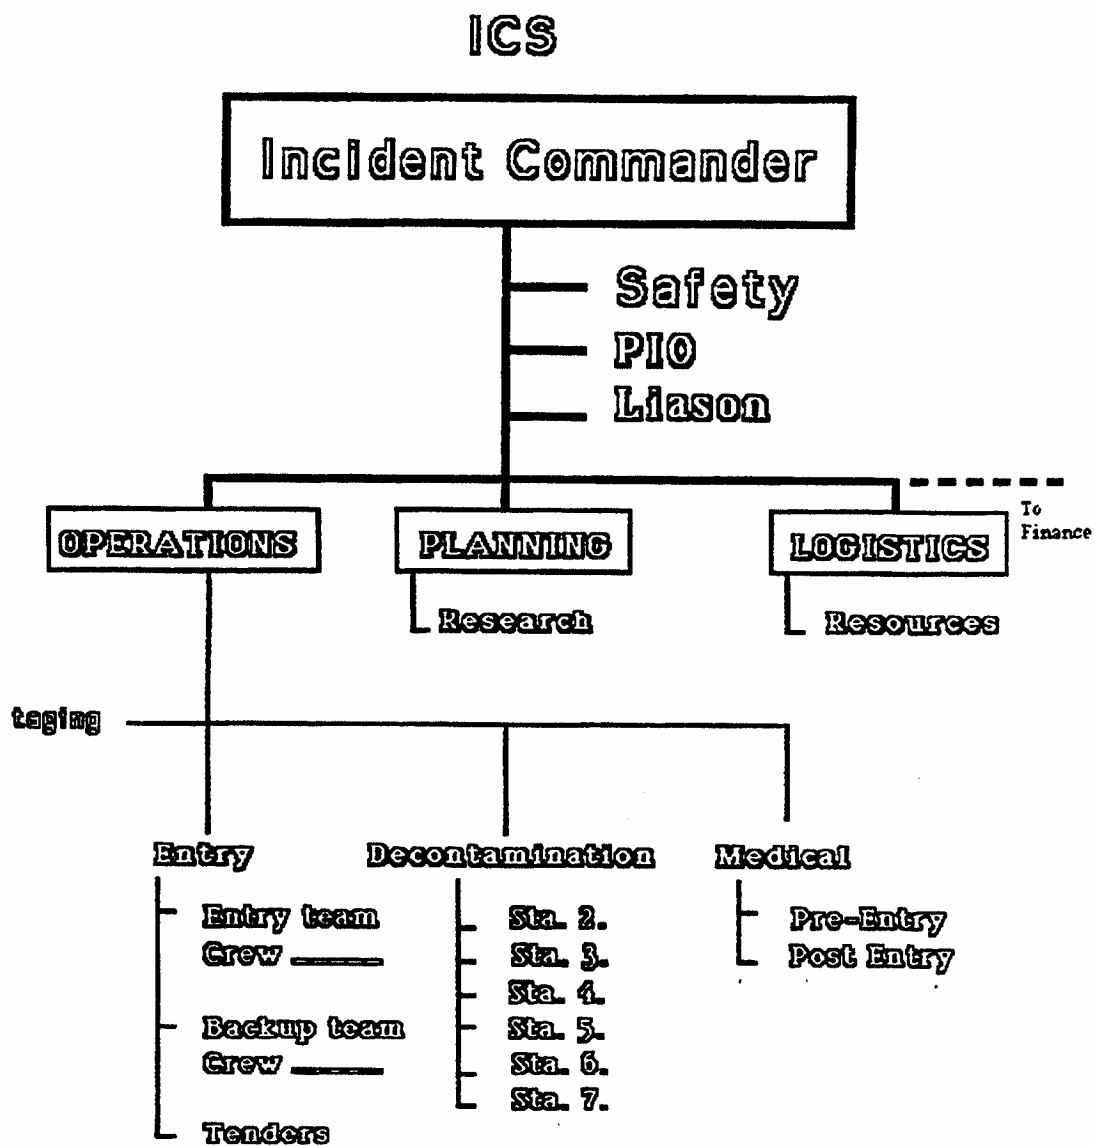 ICS
Incident Commander
Safety
PIO
Liason
OPERATIONS
PLANNING
LOGISTICS
To
Finance
Research
Resources
taging
Entry
Decontamination
Medical
Entry team
Crew ______
Backup team
Crew ______
Tenders
Sta. 2.
Sta. 3.
Sta. 4.
Sta. 5.
Sta. 6.
Sta. 7.
Pre-Entry
Post Entry